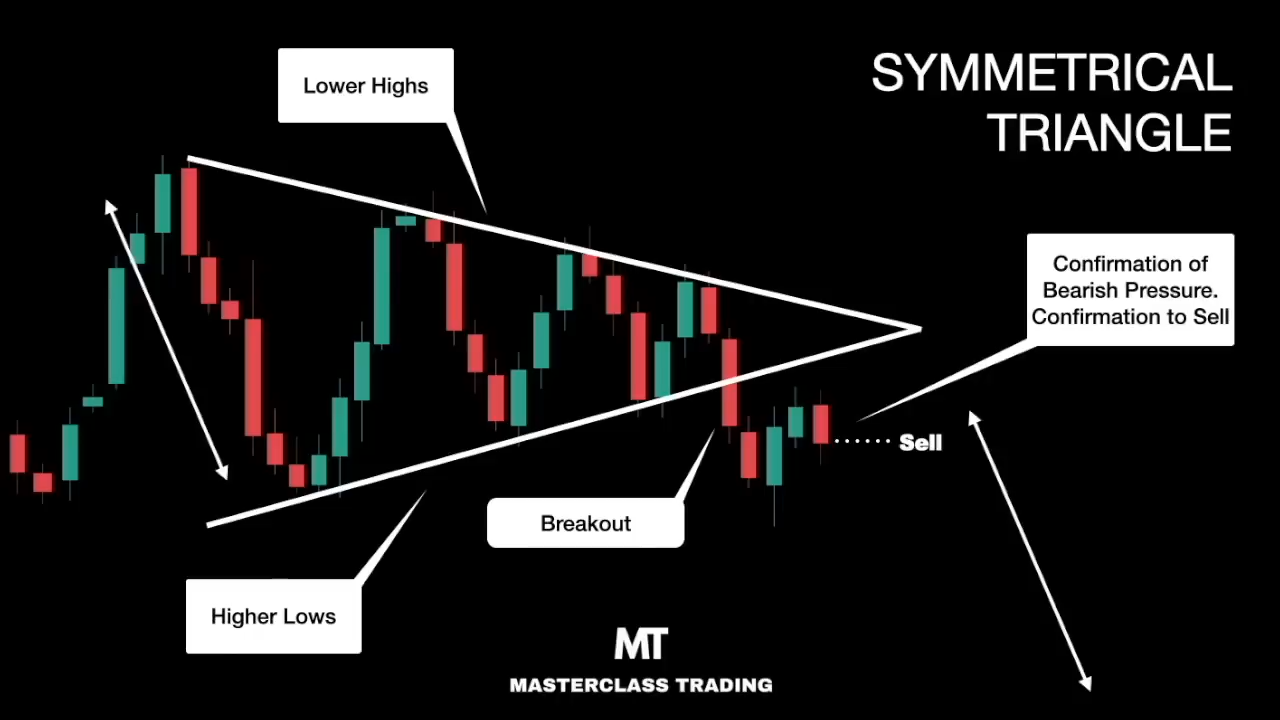 SYMMETRICAL
TRIANGLE
Lower Highs
Confirmation of
Bearish Pressure.
Confirmation to Sell
Sell
Breakout
Higher Lows
MT
MASTERCLASS TRADING